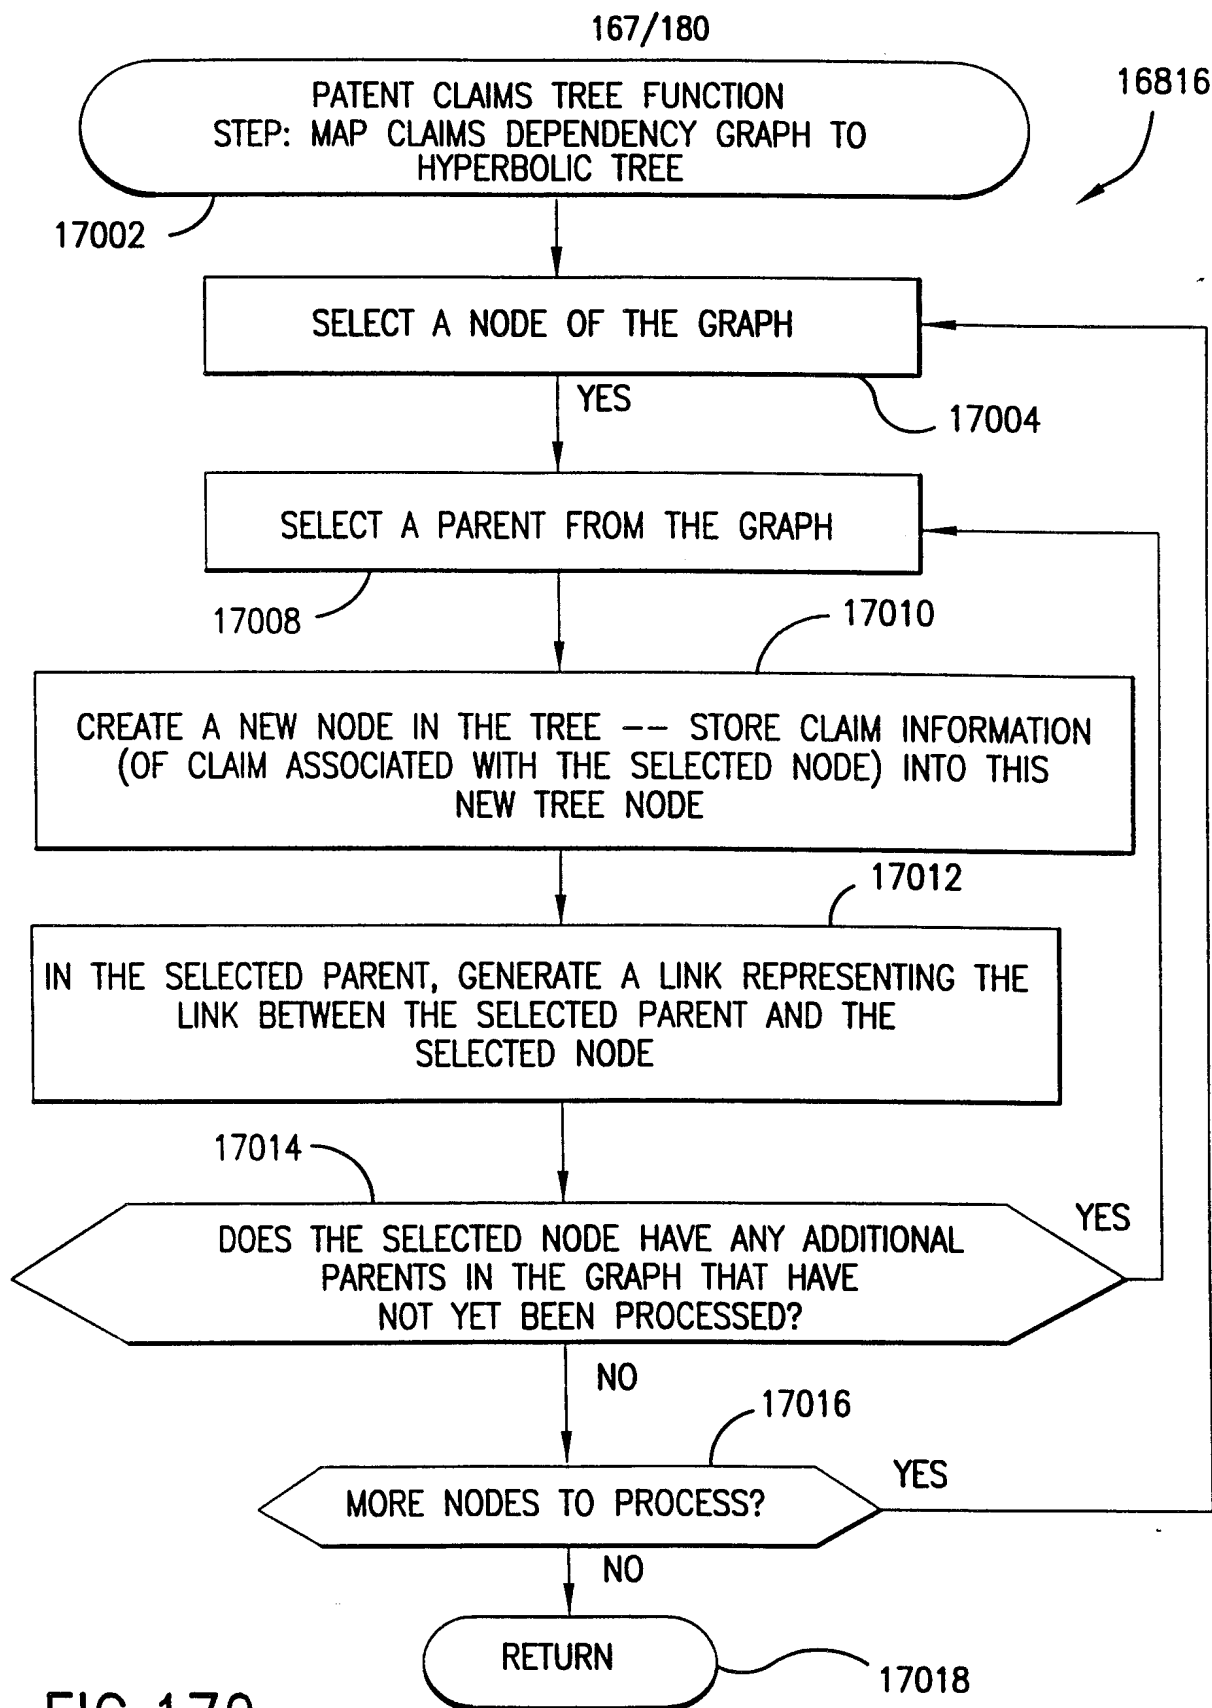 167/180
16816
PATENT CLAIMS TREE FUNCTION
STEP: MAP CLAIMS DEPENDENCY GRAPH TO
HYPERBOLIC TREE
17002
SELECT A NODE OF THE GRAPH
YES
17004
SELECT A PARENT FROM THE GRAPH
17008
17010
CREATE A NEW NODE IN THE TREE -- STORE CLAIM INFORMATION
(OF CLAIM ASSOCIATED WITH THE SELECTED NODE) INTO THIS
NEW TREE NODE
17012
IN THE SELECTED PARENT, GENERATE A LINK REPRESENTING THE
LINK BETWEEN THE SELECTED PARENT AND THE
SELECTED NODE
17014
YES
DOES THE SELECTED NODE HAVE ANY ADDITIONAL
PARENTS IN THE GRAPH THAT HAVE
NOT YET BEEN PROCESSED?
NO
17016
YES
MORE NODES TO PROCESS?
NO
RETURN
17018